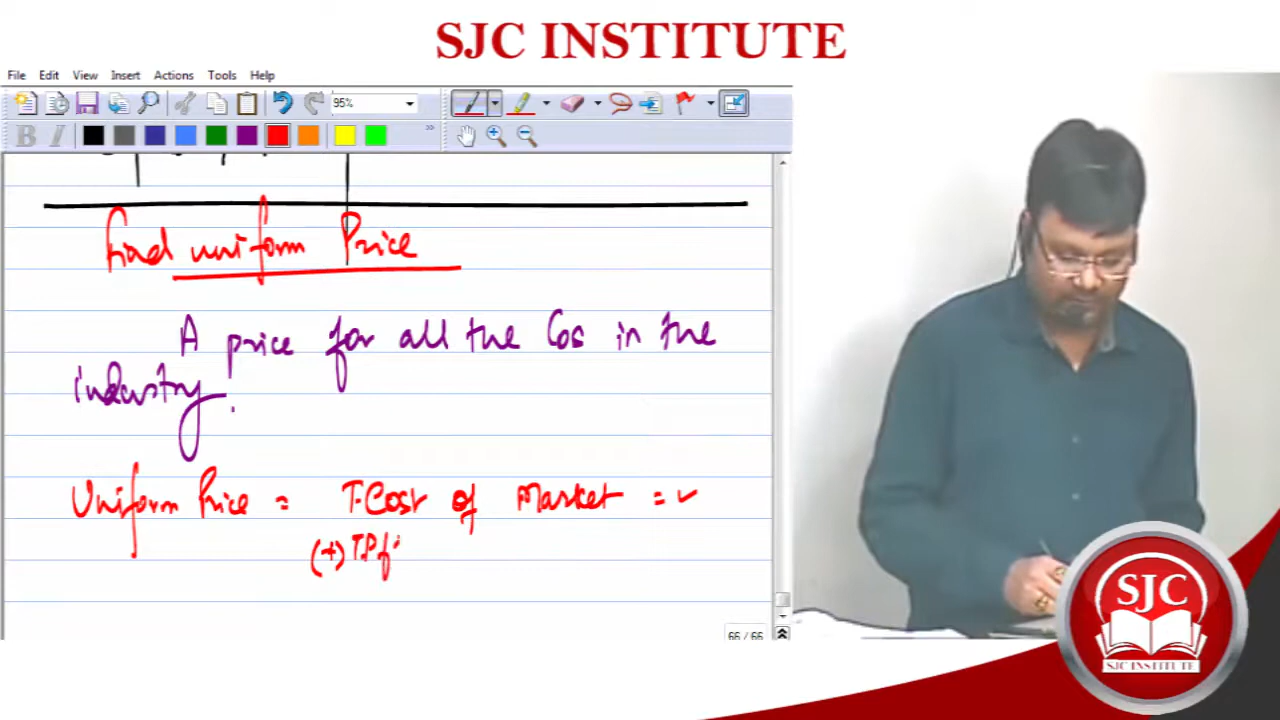 SJC INSTITUTE
File Edit View Insert Actions Tools Help
95%
B I
Find uniform Price
A price for all the Cos in the
industry.
Uniform Price = T.Cost of Market = ✓
(+) T.Pf
66 / 66
SJC
SJC INSTITUTE